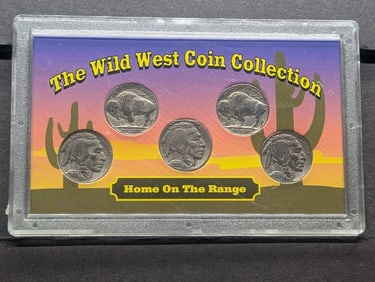 The Wild West Coin Collection
Home On The Range